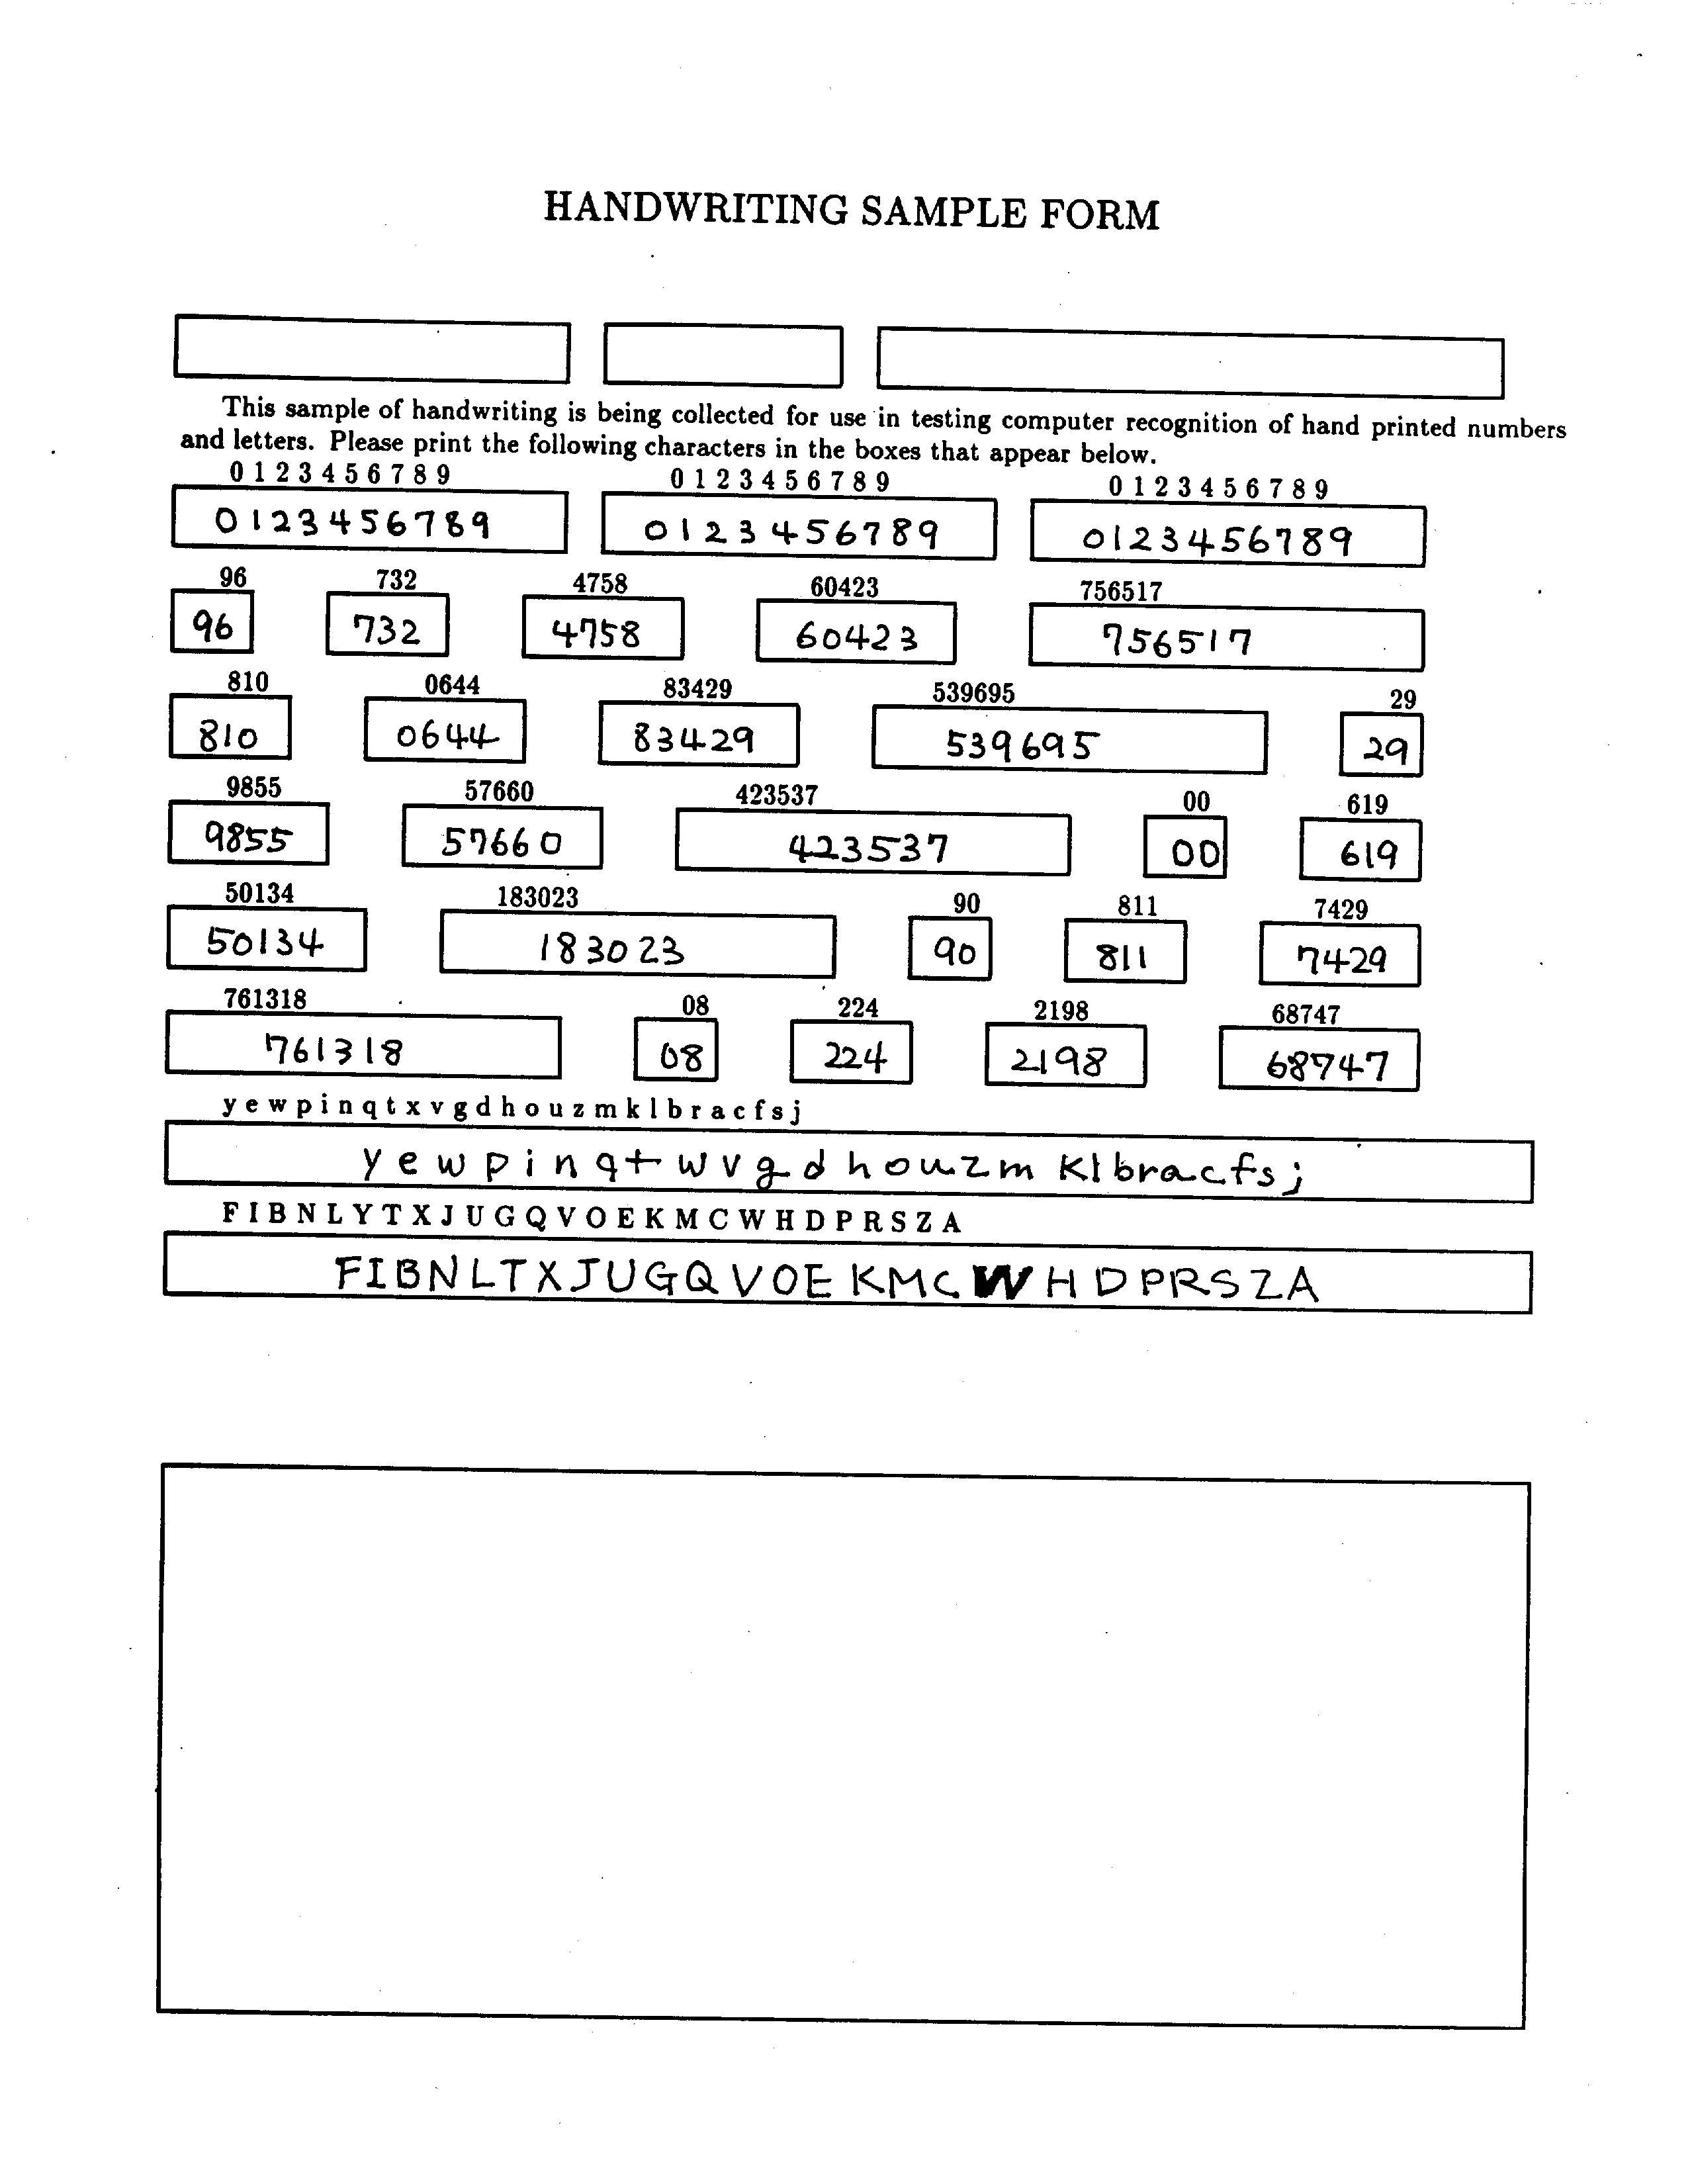 HANDWRITING SAMPLE FORM
This sample of handwriting is being collected for use in testing computer recognition of hand printed numbers
and letters. Please print the following characters in the boxes that appear below.
0 1 2 3 4 5 6 7 8 9 0 1 2 3 4 5 6 7 8 9 0 1 2 3 4 5 6 7 8 9
0123456789 0123456789 0123456789
96 732 4758 60423 756517
96 732 4758 60423 756517
810 0644 83429 539695 29
810 0644 83429 539695 29
9855 57660 423537 00 619
9855 57660 423537 00 619
50134 183023 90 811 7429
50134 183023 90 811 7429
761318 08 224 2198 68747
761318 08 224 2198 68747
y e w p i n q t x v g d h o u z m k l b r a c f s j
y e w p i n q t w v g d h o u z m k l b r a c f s j
F I B N L Y T X J U G Q V O E K M C W H D P R S Z A
F I B N L T X J U G Q V O E K M C W H D P R S Z A